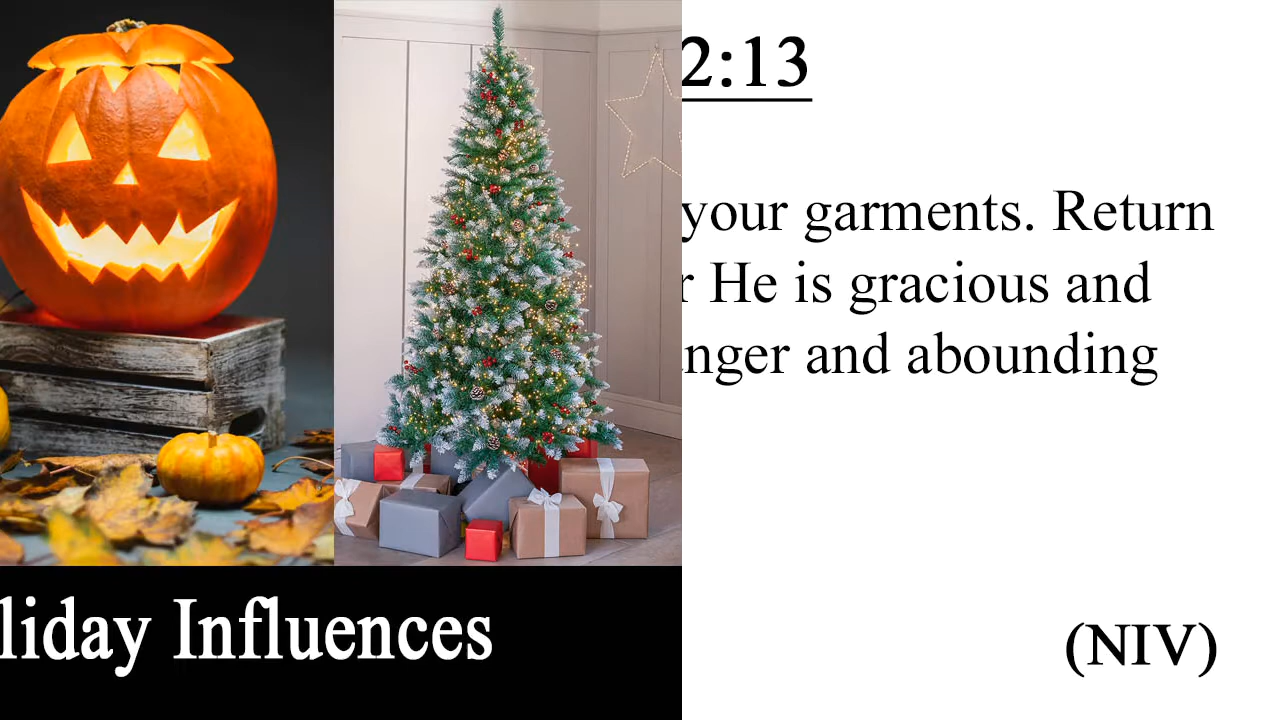 2:13
your garments. Return
r He is gracious and
nger and abounding
(NIV)
liday Influences